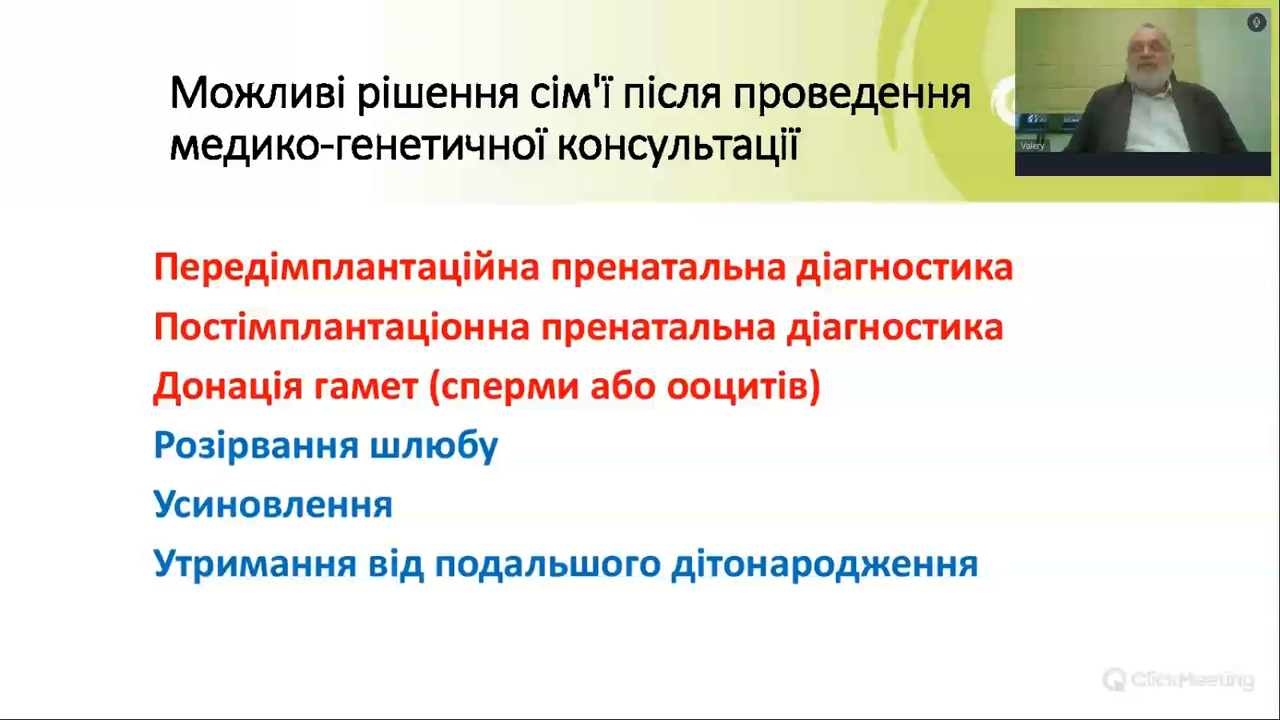 Можливі рішення сім'ї після проведення
медико-генетичної консультації
Valery
Передімплантаційна пренатальна діагностика
Постімплантаціонна пренатальна діагностика
Донація гамет (сперми або ооцитів)
Розірвання шлюбу
Усиновлення
Утримання від подальшого дітонародження
ClickMeeting